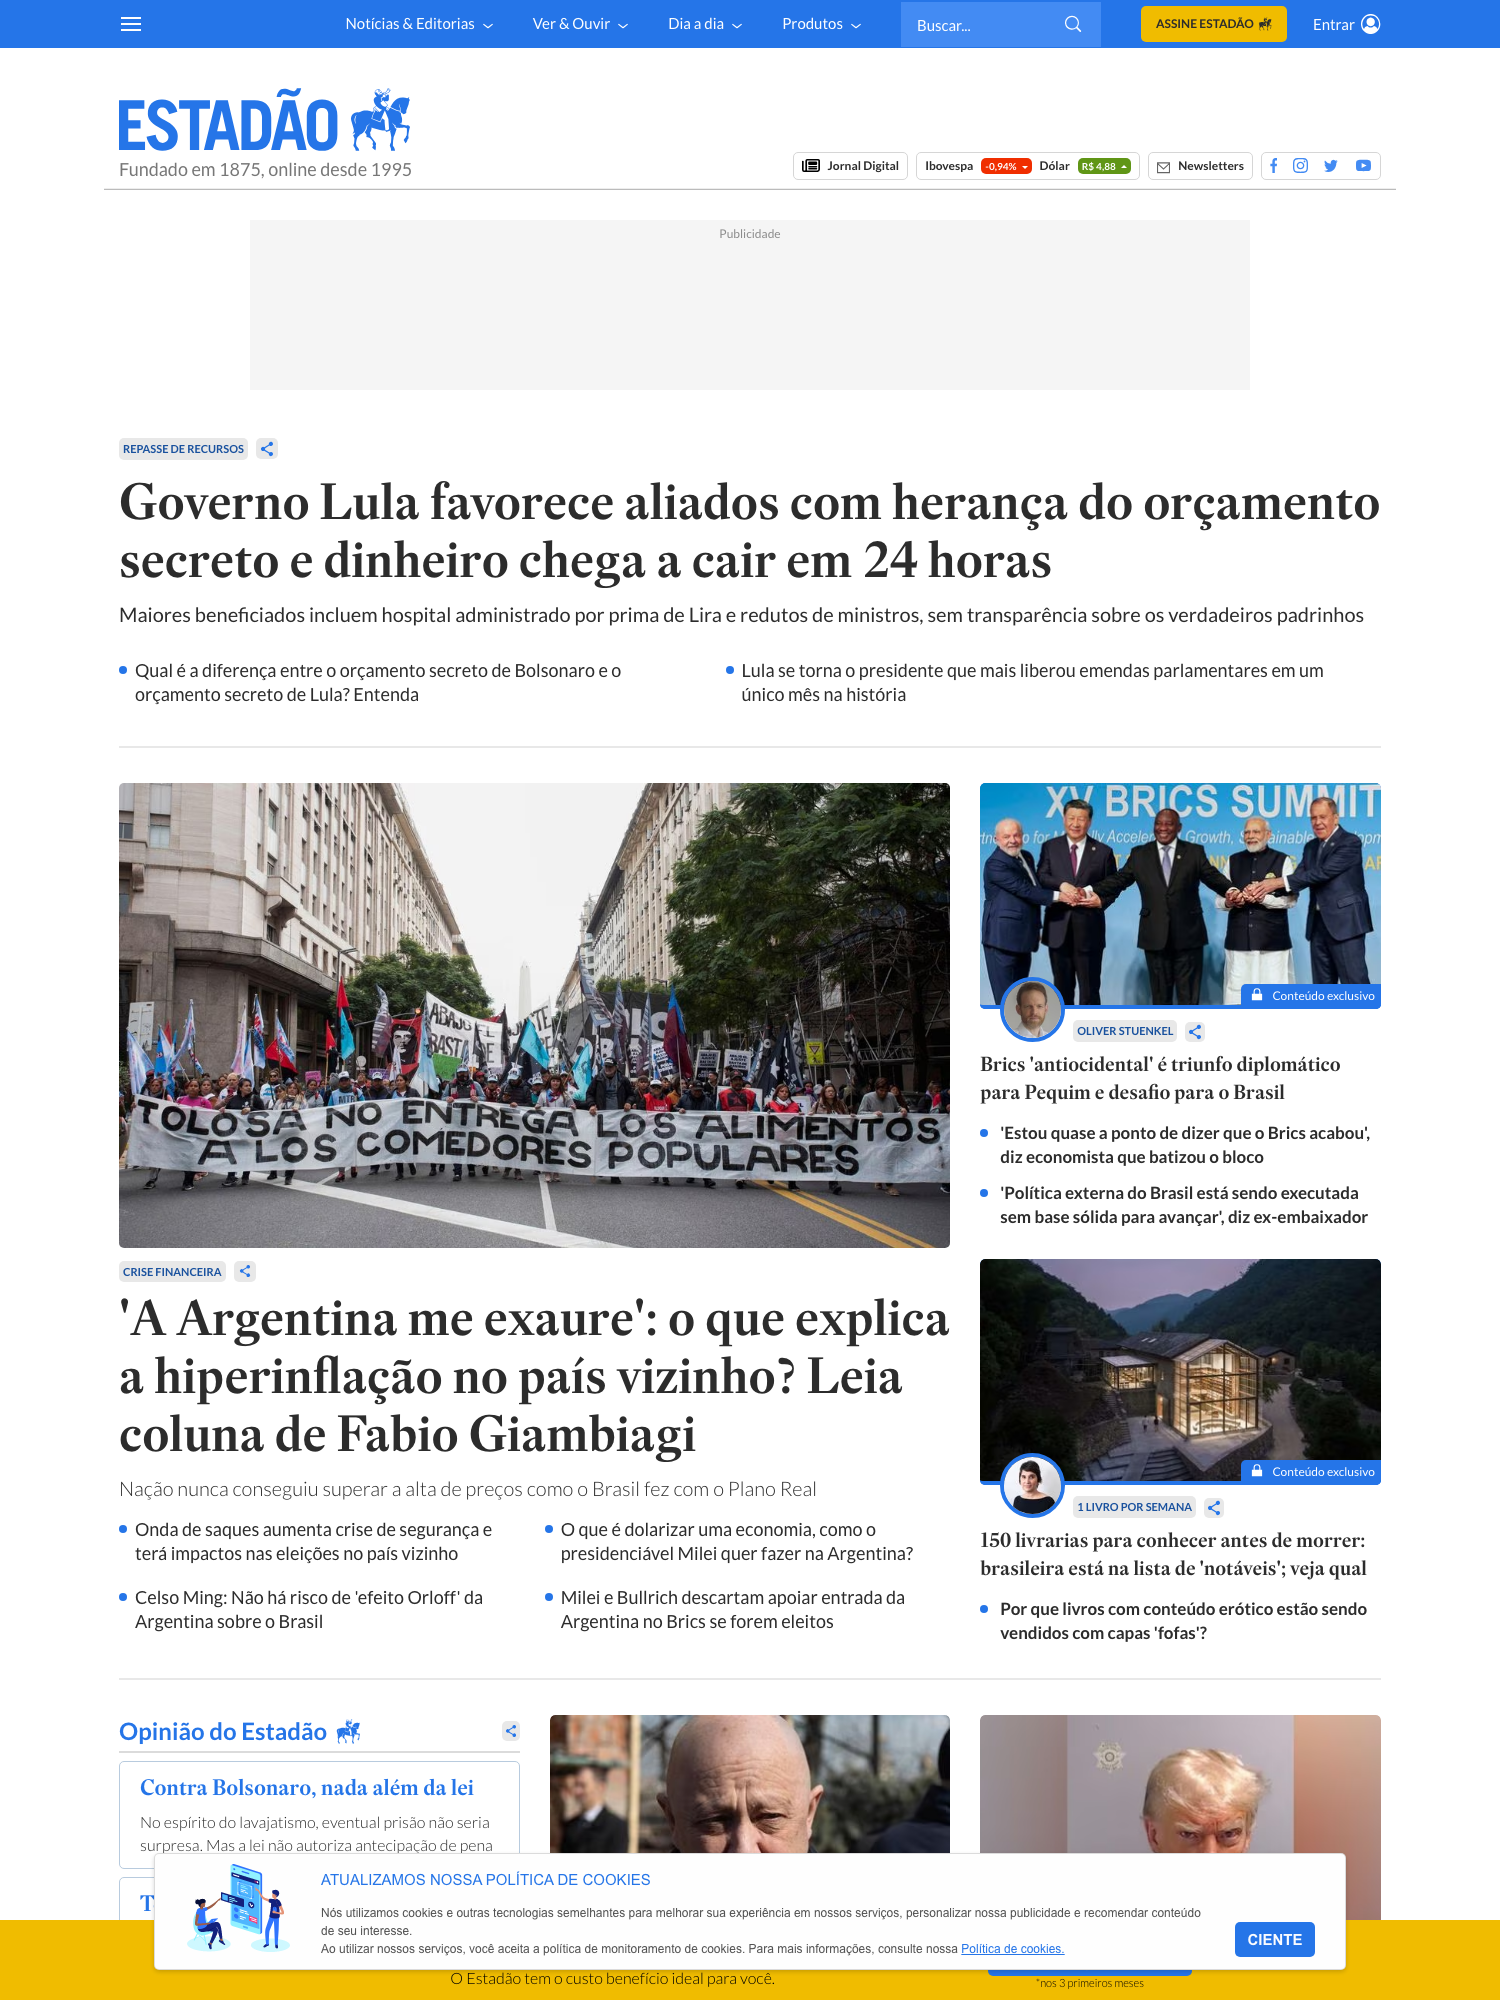 Notícias & Editorias
Ver & Ouvir
Dia a dia
Produtos
Buscar...
ASSINE ESTADÃO
Entrar
ESTADÃO
Fundado em 1875, online desde 1995
Jornal Digital
Ibovespa -0,94% Dólar R$ 4,88
Newsletters
Publicidade
REPASSE DE RECURSOS
Governo Lula favorece aliados com herança do orçamento
secreto e dinheiro chega a cair em 24 horas
Maiores beneficiados incluem hospital administrado por prima de Lira e redutos de ministros, sem transparência sobre os verdadeiros padrinhos
Qual é a diferença entre o orçamento secreto de Bolsonaro e o
orçamento secreto de Lula? Entenda
Lula se torna o presidente que mais liberou emendas parlamentares em um
único mês na história
ABAJO EL
TOLOSA NO ENTREGA LOS ALIMENTOS
A LOS COMEDORES POPULARES
CRISE FINANCEIRA
'A Argentina me exaure': o que explica
a hiperinflação no país vizinho? Leia
coluna de Fabio Giambiagi
Nação nunca conseguiu superar a alta de preços como o Brasil fez com o Plano Real
Onda de saques aumenta crise de segurança e
terá impactos nas eleições no país vizinho
O que é dolarizar uma economia, como o
presidenciável Milei quer fazer na Argentina?
Celso Ming: Não há risco de 'efeito Orloff' da
Argentina sobre o Brasil
Milei e Bullrich descartam apoiar entrada da
Argentina no Brics se forem eleitos
XV BRICS SUMMIT
Growth,
Conteúdo exclusivo
OLIVER STUENKEL
Brics 'antiocidental' é triunfo diplomático
para Pequim e desafio para o Brasil
'Estou quase a ponto de dizer que o Brics acabou',
diz economista que batizou o bloco
'Política externa do Brasil está sendo executada
sem base sólida para avançar', diz ex-embaixador
Conteúdo exclusivo
1 LIVRO POR SEMANA
150 livrarias para conhecer antes de morrer:
brasileira está na lista de 'notáveis'; veja qual
Por que livros com conteúdo erótico estão sendo
vendidos com capas 'fofas'?
Opinião do Estadão
Contra Bolsonaro, nada além da lei
No espírito do lavajatismo, eventual prisão não seria
surpresa. Mas a lei não autoriza antecipação de pena
T
ATUALIZAMOS NOSSA POLÍTICA DE COOKIES
Nós utilizamos cookies e outras tecnologias semelhantes para melhorar sua experiência em nossos serviços, personalizar nossa publicidade e recomendar conteúdo
de seu interesse.
Ao utilizar nossos serviços, você aceita a política de monitoramento de cookies. Para mais informações, consulte nossa Política de cookies.
CIENTE
O Estadão tem o custo benefício ideal para você.
*nos 3 primeiros meses